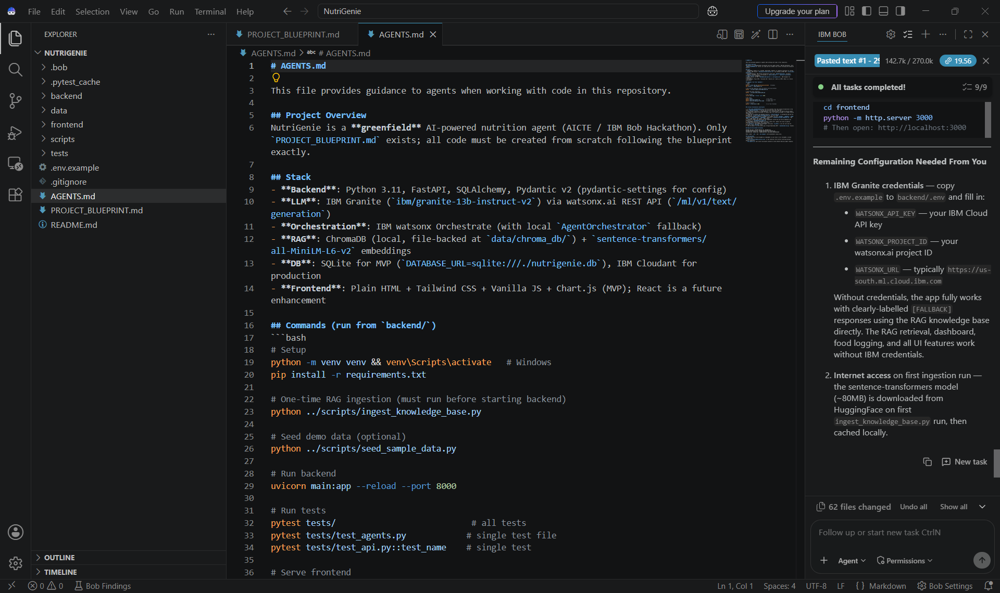 File Edit Selection View Go Run Terminal Help
NutriGenie
Upgrade your plan
EXPLORER
NUTRIGENIE
.bob
.pytest_cache
backend
data
frontend
scripts
tests
.env.example
.gitignore
AGENTS.md
PROJECT_BLUEPRINT.md
README.md
OUTLINE
TIMELINE
PROJECT_BLUEPRINT.md
AGENTS.md
AGENTS.md > abc # AGENTS.md
1 # AGENTS.md
2
3 This file provides guidance to agents when working with code in this repository.
4
5 ## Project Overview
6 NutriGenie is a **greenfield** AI-powered nutrition agent (AICTE / IBM Bob Hackathon). Only
`PROJECT_BLUEPRINT.md` exists; all code must be created from scratch following the blueprint
exactly.
7
8 ## Stack
9 - **Backend**: Python 3.11, FastAPI, SQLAlchemy, Pydantic v2 (pydantic-settings for config)
10 - **LLM**: IBM Granite (`ibm/granite-13b-instruct-v2`) via watsonx.ai REST API (`/ml/v1/text/
generation`)
11 - **Orchestration**: IBM watsonx Orchestrate (with local `AgentOrchestrator` fallback)
12 - **RAG**: ChromaDB (local, file-backed at `data/chroma_db/`) + `sentence-transformers/
all-MiniLM-L6-v2` embeddings
13 - **DB**: SQLite for MVP (`DATABASE_URL=sqlite:///./nutrigenie.db`), IBM Cloudant for
production
14 - **Frontend**: Plain HTML + Tailwind CSS + Vanilla JS + Chart.js (MVP); React is a future
enhancement
15
16 ## Commands (run from `backend/`)
17 ```bash
18 # Setup
19 python -m venv venv && venv\Scripts\activate # Windows
20 pip install -r requirements.txt
21
22 # One-time RAG ingestion (must run before starting backend)
23 python ../scripts/ingest_knowledge_base.py
24
25 # Seed demo data (optional)
26 python ../scripts/seed_sample_data.py
27
28 # Run backend
29 uvicorn main:app --reload --port 8000
30
31 # Run tests
32 pytest tests/ # all tests
33 pytest tests/test_agents.py # single test file
34 pytest tests/test_api.py::test_name # single test
35
36 # Serve frontend
IBM BOB
Pasted text #1 - 29 142.7k / 270.0k 19.56
All tasks completed! 9/9
cd frontend
python -m http.server 3000
# Then open: http://localhost:3000
Remaining Configuration Needed From You
1. IBM Granite credentials — copy
.env.example to backend/.env and fill in:
• WATSONX_API_KEY — your IBM Cloud
API key
• WATSONX_PROJECT_ID — your
watsonx.ai project ID
• WATSONX_URL — typically https://us-
south.ml.cloud.ibm.com
Without credentials, the app fully works
with clearly-labelled [FALLBACK]
responses using the RAG knowledge base
directly. The RAG retrieval, dashboard,
food logging, and all UI features work
without IBM credentials.
2. Internet access on first ingestion run —
the sentence-transformers model
(~80MB) is downloaded from
HuggingFace on first
ingest_knowledge_base.py run, then
cached locally.
New task
62 files changed Undo all Show all
Follow up or start new task CtrlN
Agent Permissions
0 0 Bob Findings
Ln 1, Col 1 Spaces: 4 UTF-8 LF { } Markdown Bob Settings